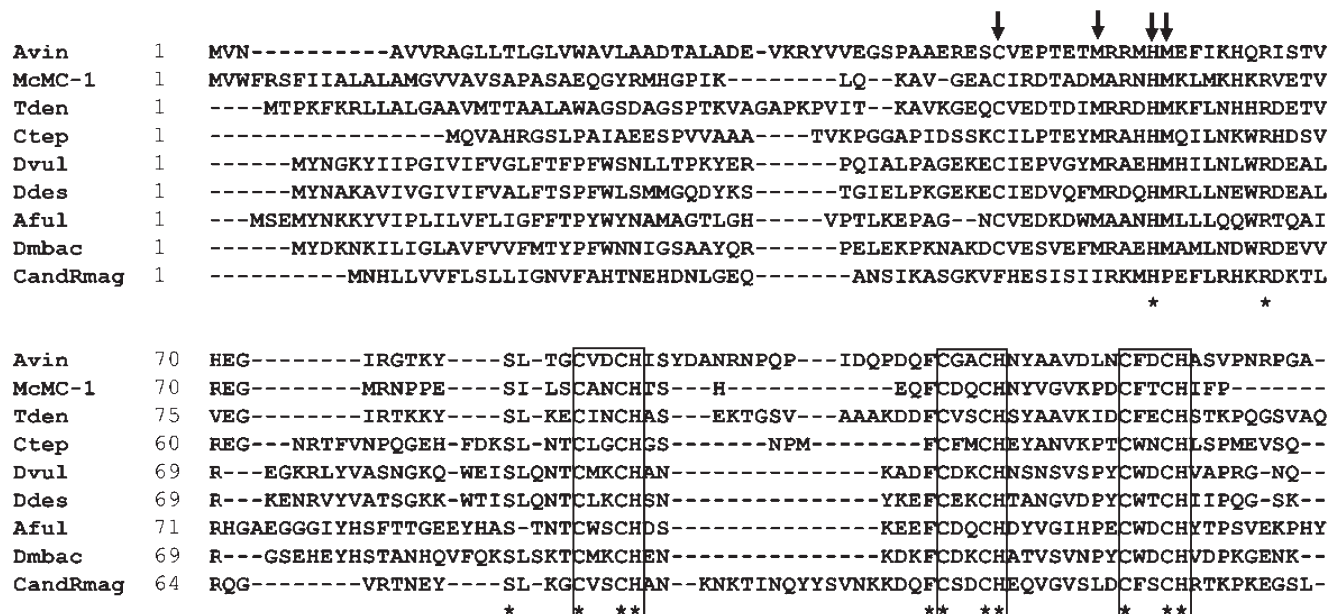 Avin 1 MVN----------AVVRAGLLTLGLVWAVLAADTALADE-VKRYVVEGSPAAERESCVEPTETMRRMHMEFIKHQRISTV
McMC-1 1 MVWFRSFIIALALAMGVVAVSAPASAEQGYRMHGPIK--------LQ--KAV-GEACIRDTADMARNHMKLMKHKRVETV
Tden 1 ----MTPKFKRLLALGAAVMTTAALAWAGSDAGSPTKVAGAPKPVIT--KAVKGEQCVEDTDIMRRDHMKFLNHHRDETV
Ctep 1 -----------------MQVAHRGSLPAIAEESPVVAAA----TVKPGGAPIDSSKCILPTEYMRAHHMQILNKWRHDSV
Dvul 1 ------MYNGKYIIPGIVIFVGLFTFPFWSNLLTPKYER------PQIALPAGEKECIEPVGYMRAEHMHILNLWRDEAL
Ddes 1 ------MYNAKAVIVGIVIFVALFTSPFWLSMMGQDYKS------TGIELPKGEKECIEDVQFMRDQHMRLLNEWRDEAL
Aful 1 ---MSEMYNKKYVIPLILVFLIGFFTPYWYNAMAGTLGH------VPTLKEPAG--NCVEDKDWMAANHMLLLQQWRTQAI
Dmbac 1 ------MYDKNKILIGLAVFVVFMTYPFWNNIGSAAYQR------PELEKPKNAKDCVESVEFMRAEHMAMLNDWRDEVV
CandRmag 1 ----------MNHLLVVFLSLLIGNVFAHTNEHDNLGEQ-------ANSIKASGKVFHESISIIRKMHPEFLRHKRDKTL
* *
Avin 70 HEG--------IRGTKY----SL-TGCVDCHISYDANRNPQP---IDQPDQFCGACHNYAAVDLNCFDCHASVPNRPGA-
McMC-1 70 REG--------MRNPPE----SI-LSCANCHTS---H-------------EQFCDQCHNYVGVKPDCFTCHIFP-------
Tden 75 VEG--------IRTKKY----SL-KECINCHAS---EKTGSV---AAAKDDFCVSCHSYAAVKIDCFECHSTKPQGSVAQ
Ctep 60 REG---NRTFVNPQGEH-FDKSL-NTCLGCHGS-------NPM--------FCFMCHEYANVKPTCWNCHLSPMEVSQ--
Dvul 69 R---EGKRLYVASNGKQ-WEISLQNTCMKCHAN---------------KADFCDKCHNSNSVSPYCWDCHVAPRG-NQ--
Ddes 69 R---KENRVYVATSGKK-WTISLQNTCLKCHSN---------------YKEFCEKCHTANGVDPYCWTCHIIPQG-SK--
Aful 71 RHGAEGGGIYHSFTTGEEYHAS-TNTCWSCHDS---------------KEEFCDQCHDYVGIHPECWDCHYTPSVEKPHY
Dmbac 69 R---GSEHEYHSTANHQVFQKSLSKTCMKCHEN---------------KDKFCDKCHATVSVNPYCWDCHVDPKGENK--
CandRmag 64 RQG--------VRTNEY----SL-KGCVSCHAN--KNKTINQYYSVNKKDQFCSDCHEQVGVSLDCFSCHRTKPKEGSL-
* * ** ** ** * **